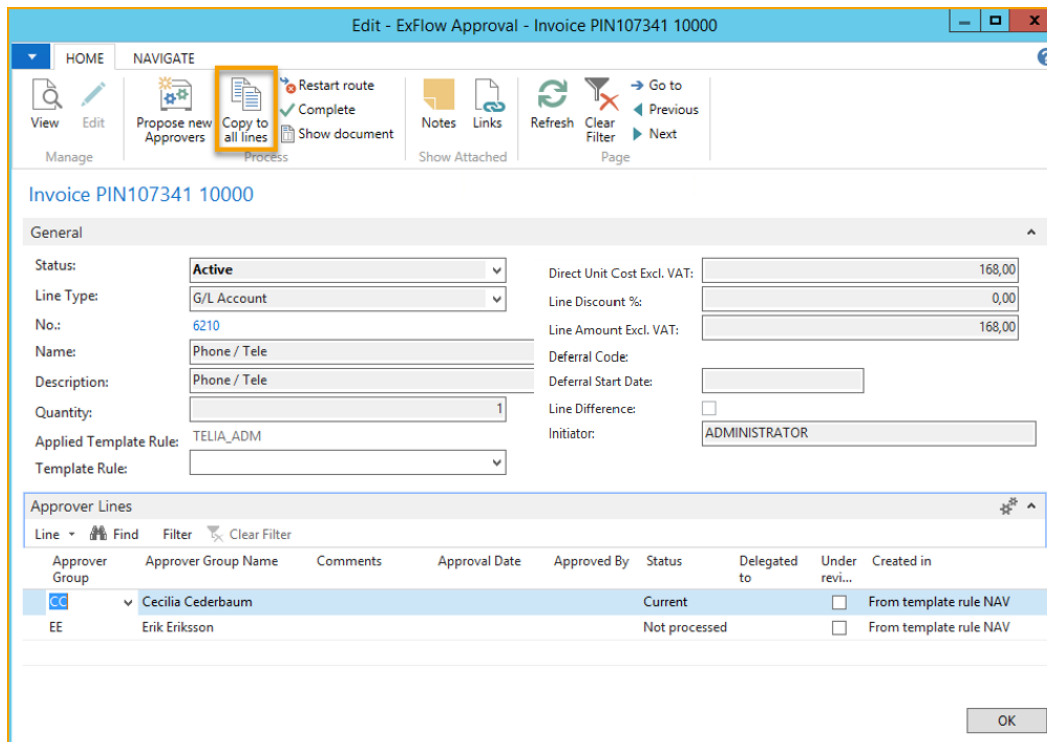 Edit - ExFlow Approval - Invoice PIN107341 10000
HOME NAVIGATE
View
Edit
Manage
Propose new
Approvers
Copy to
all lines
Restart route
Complete
Show document
Process
Notes
Links
Show Attached
Refresh
Clear
Filter
Go to
Previous
Next
Page
Invoice PIN107341 10000
General
Status: Active
Line Type: G/L Account
No.: 6210
Name: Phone / Tele
Description: Phone / Tele
Quantity: 1
Applied Template Rule: TELIA_ADM
Template Rule:
Direct Unit Cost Excl. VAT: 168,00
Line Discount %: 0,00
Line Amount Excl. VAT: 168,00
Deferral Code:
Deferral Start Date:
Line Difference:
Initiator: ADMINISTRATOR
Approver Lines
Line Find Filter Clear Filter
Approver Group Approver Group Name Comments Approval Date Approved By Status Delegated to Under revi... Created in
CC Cecilia Cederbaum Current From template rule NAV
EE Erik Eriksson Not processed From template rule NAV
OK